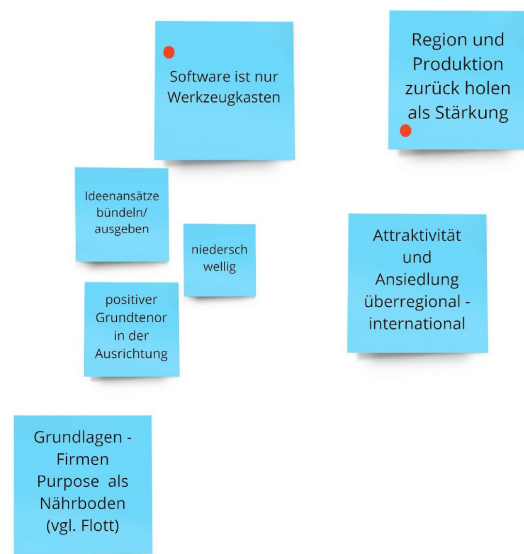 Software ist nur
Werkzeugkasten
Region und
Produktion
zurück holen
als Stärkung
Ideenansätze
bündeln/
ausgeben
niedersch
wellig
positiver
Grundtenor
in der
Ausrichtung
Attraktivität
und
Ansiedlung
überregional -
international
Grundlagen -
Firmen
Purpose als
Nährboden
(vgl. Flott)